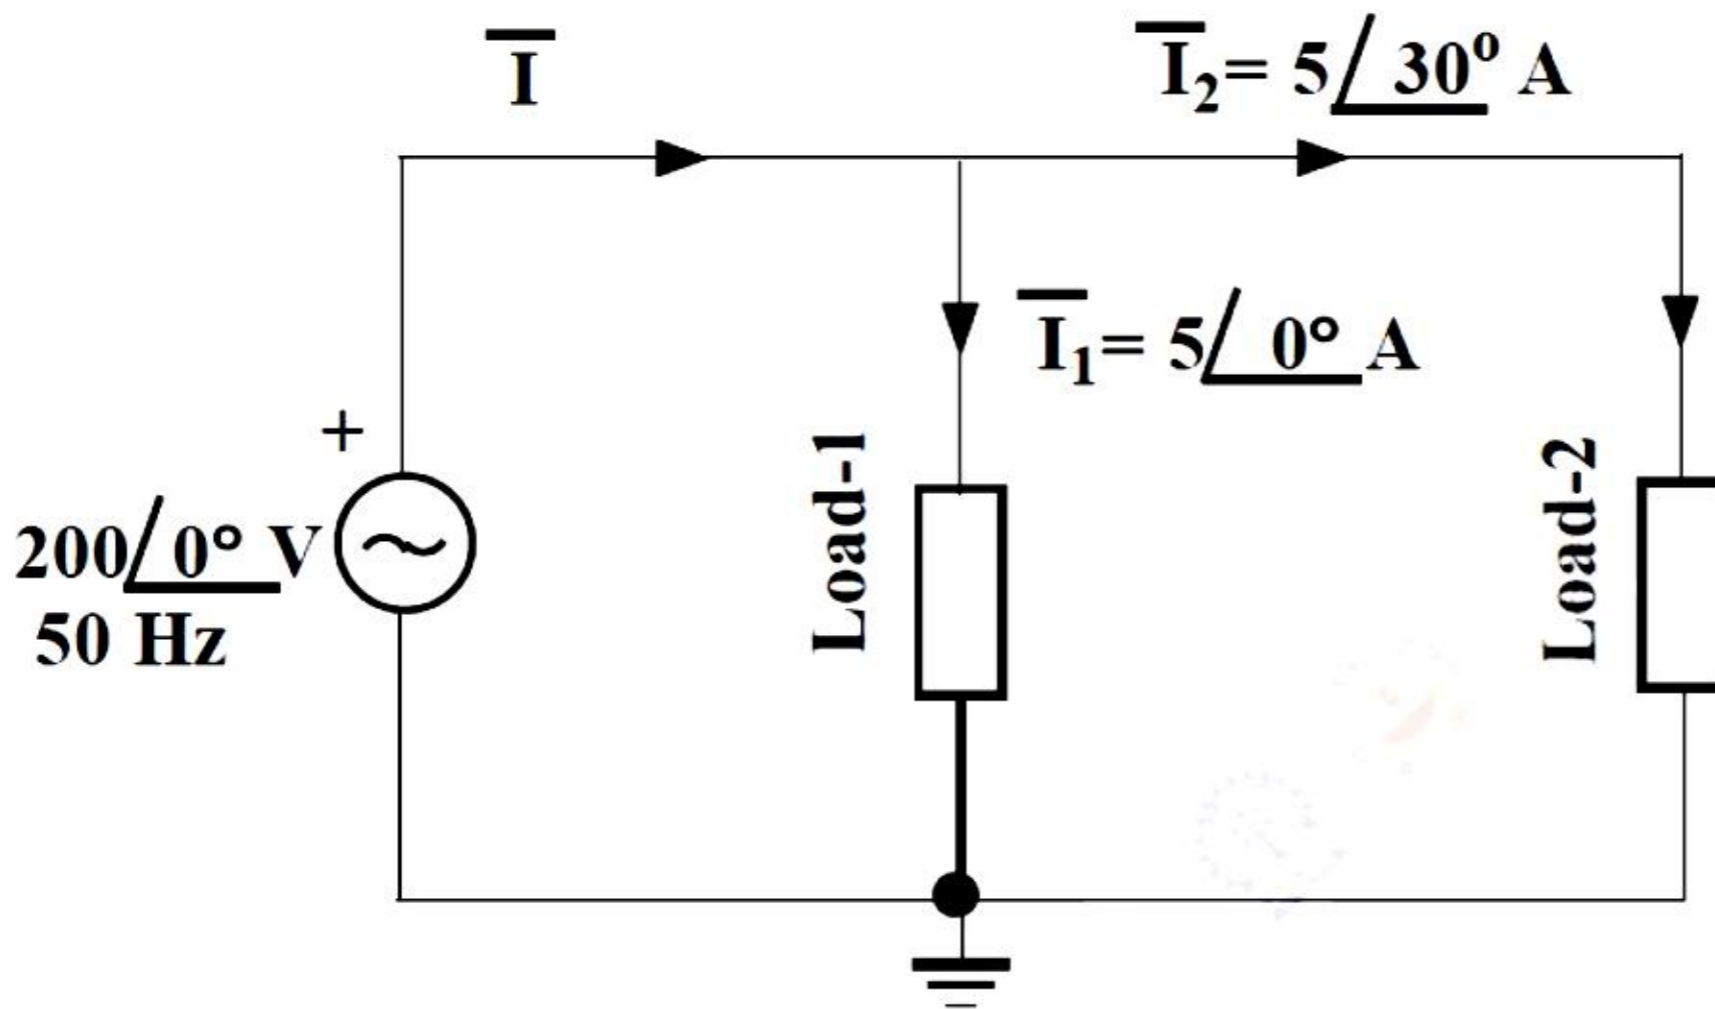 I
I₂= 5∠30° A
I₁= 5∠0° A
+
Load-1
Load-2
200∠0° V
50 Hz